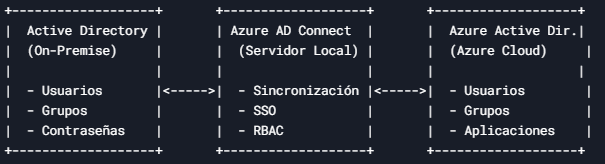 +-------------------+       +-------------------+       +-------------------+
|  Active Directory |       | Azure AD Connect  |       |  Azure Active Dir.|
|  (On-Premise)     |       |  (Servidor Local) |       |  (Azure Cloud)     |
|                   |       |                   |       |                    |
|  - Usuarios       |<----->|  - Sincronización |<----->|  - Usuarios        |
|  - Grupos         |       |  - SSO            |       |  - Grupos          |
|  - Contraseñas    |       |  - RBAC           |       |  - Aplicaciones    |
+-------------------+       +-------------------+       +-------------------+